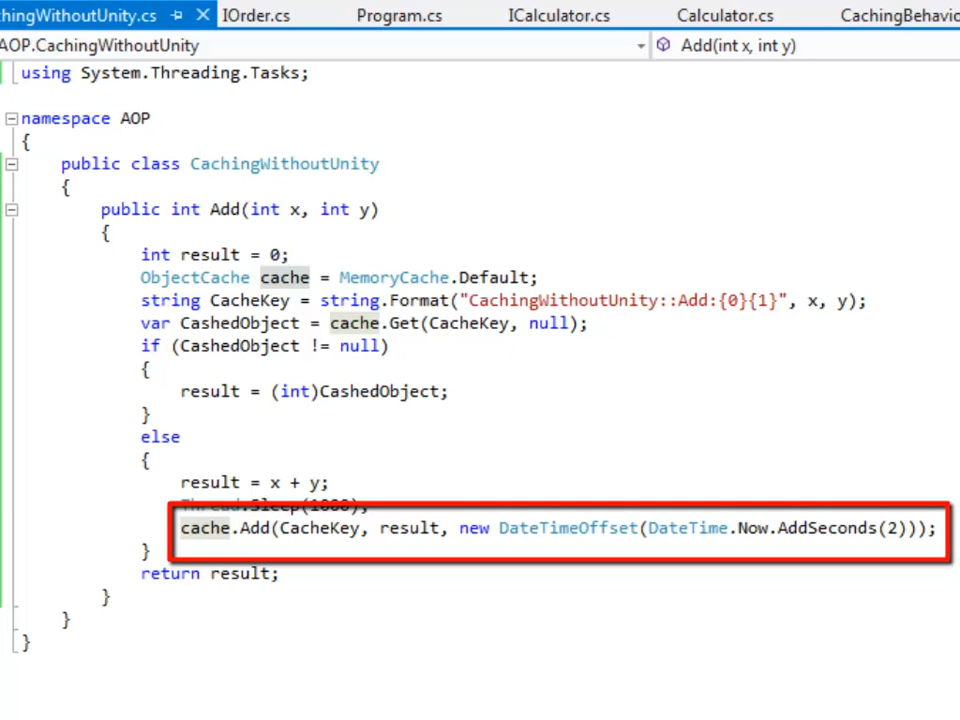 chingWithoutUnity.cs IOrder.cs Program.cs ICalculator.cs Calculator.cs CachingBehavio
AOP.CachingWithoutUnity Add(int x, int y)
using System.Threading.Tasks;
namespace AOP
{
public class CachingWithoutUnity
{
public int Add(int x, int y)
{
int result = 0;
ObjectCache cache = MemoryCache.Default;
string CacheKey = string.Format("CachingWithoutUnity::Add:{0}{1}", x, y);
var CashedObject = cache.Get(CacheKey, null);
if (CashedObject != null)
{
result = (int)CashedObject;
}
else
{
result = x + y;
Thread.Sleep(1000);
cache.Add(CacheKey, result, new DateTimeOffset(DateTime.Now.AddSeconds(2)));
}
return result;
}
}
}